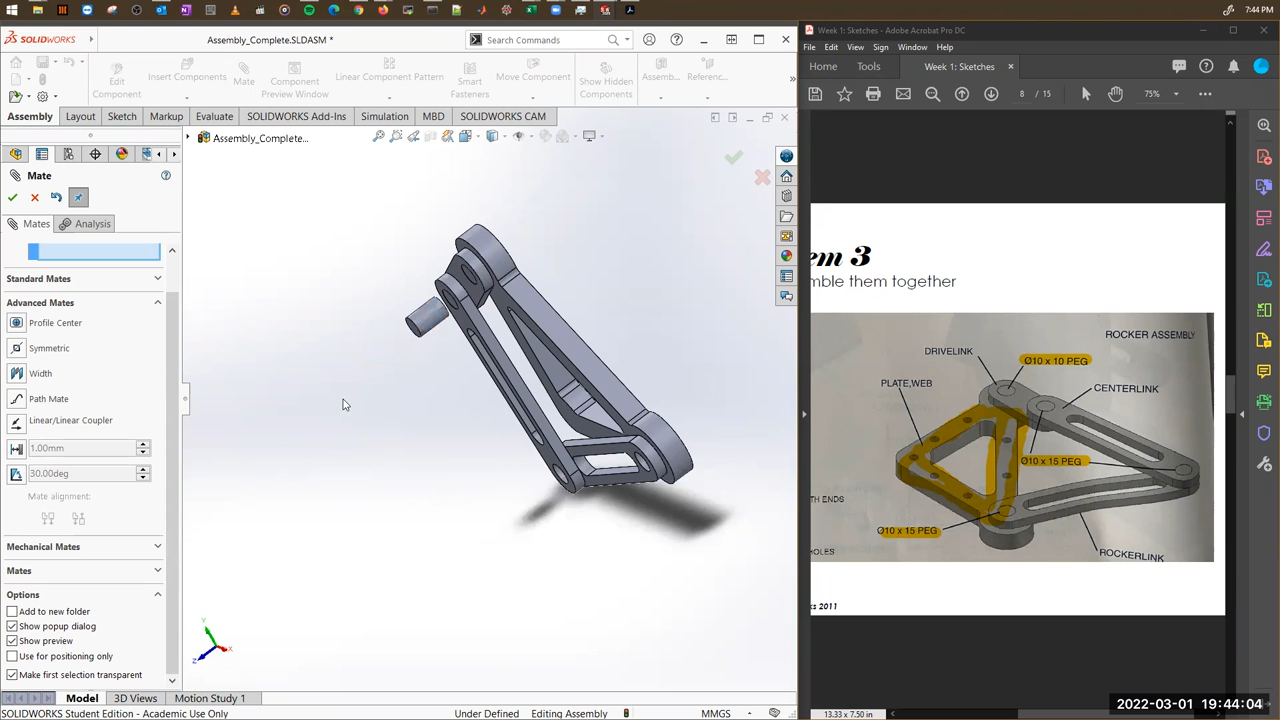 7:44 PM
SOLIDWORKS
Assembly_Complete.SLDASM *
Search Commands
Edit Component
Insert Components
Mate
Component Preview Window
Linear Component Pattern
Smart Fasteners
Move Component
Show Hidden Components
Assemb...
Referenc...
Assembly
Layout
Sketch
Markup
Evaluate
SOLIDWORKS Add-Ins
Simulation
MBD
SOLIDWORKS CAM
Assembly_Complete...
Mate
Mates
Analysis
Standard Mates
Advanced Mates
Profile Center
Symmetric
Width
Path Mate
Linear/Linear Coupler
1.00mm
30.00deg
Mate alignment:
Mechanical Mates
Mates
Options
Add to new folder
Show popup dialog
Show preview
Use for positioning only
Make first selection transparent
Y
X
Z
Model
3D Views
Motion Study 1
SOLIDWORKS Student Edition - Academic Use Only
Under Defined
Editing Assembly
MMGS
Week 1: Sketches - Adobe Acrobat Pro DC
File
Edit
View
Sign
Window
Help
Home
Tools
Week 1: Sketches
8 / 15
75%
em 3
mble them together
ROCKER ASSEMBLY
DRIVELINK
Ø10 x 10 PEG
PLATE,WEB
CENTERLINK
Ø10 x 15 PEG
TH ENDS
Ø10 x 15 PEG
HOLES
ROCKERLINK
ks 2011
13.33 x 7.50 in
2022-03-01 19:44:04